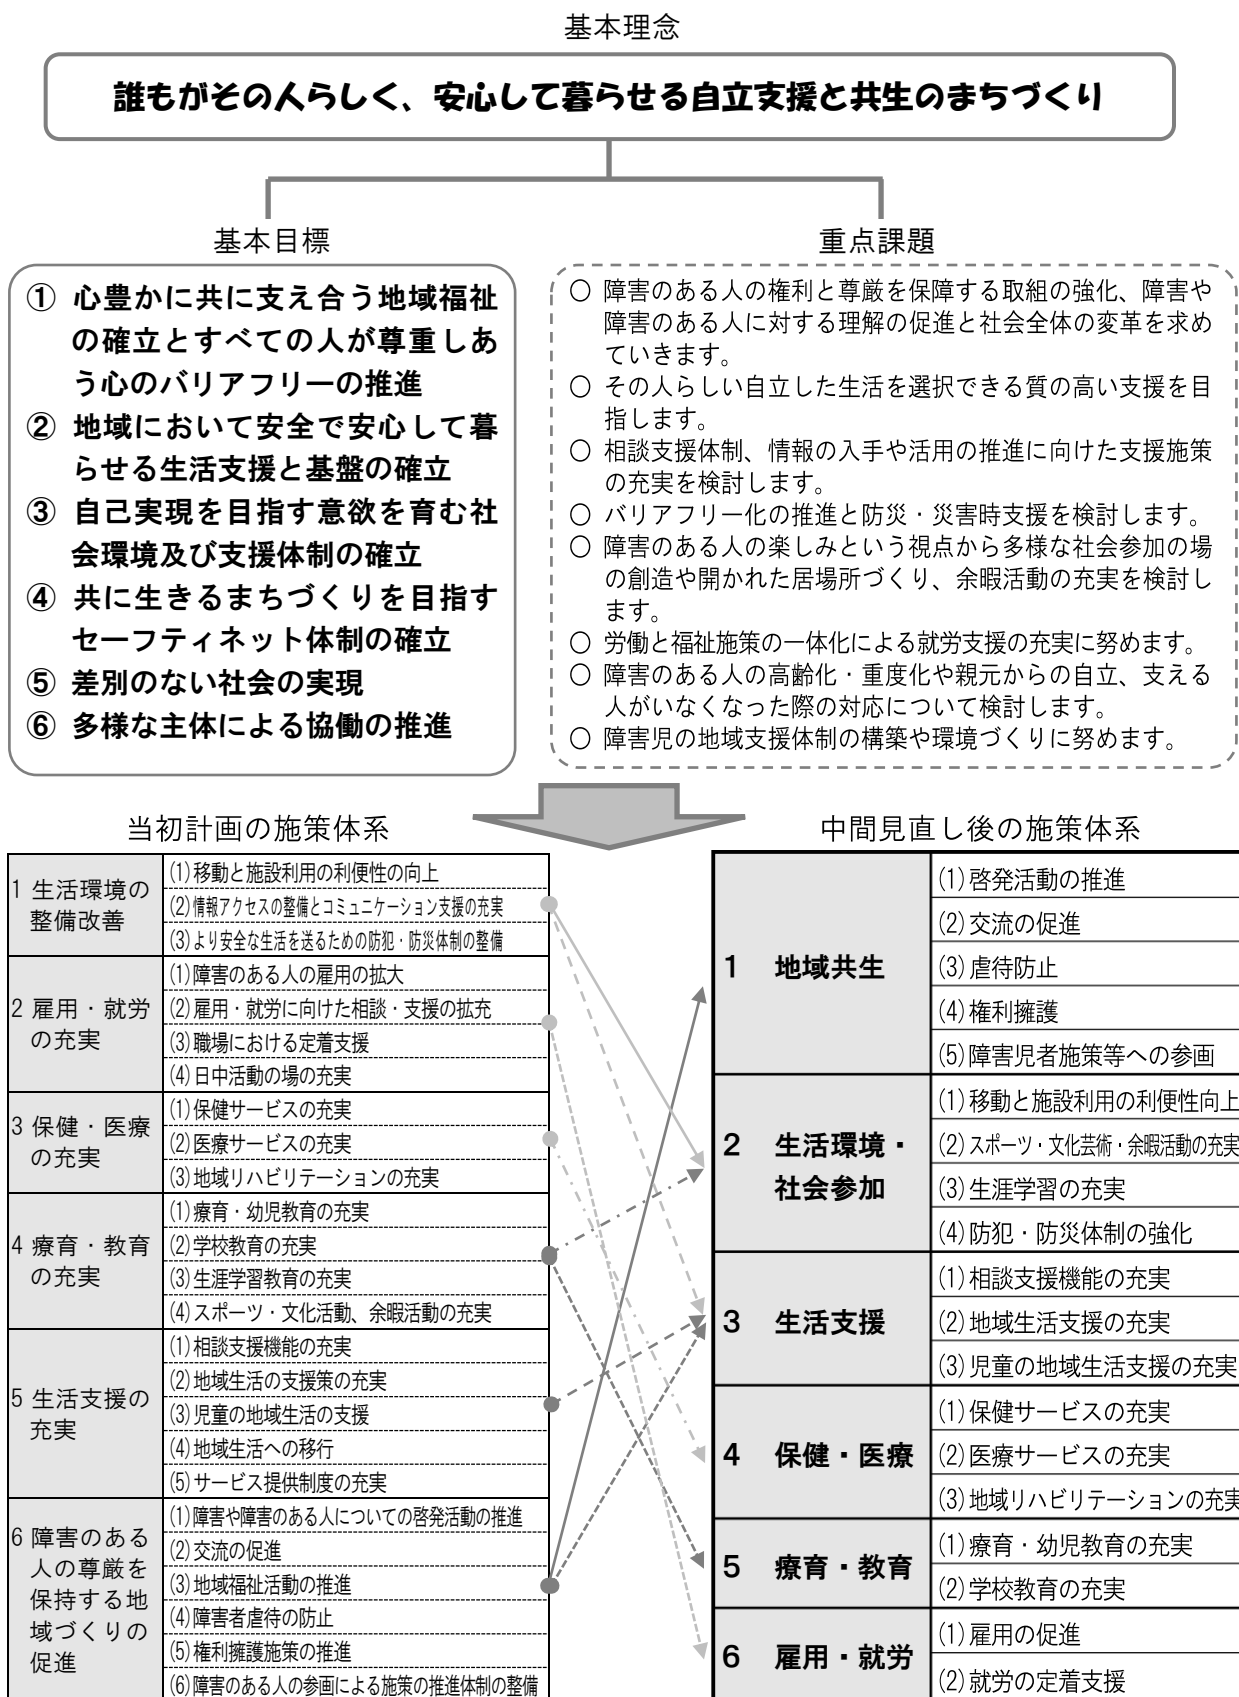 基本理念
誰もがその人らしく、安心して暮らせる自立支援と共生のまちづくり
基本目標
① 心豊かに共に支え合う地域福祉
の確立とすべての人が尊重しあ
う心のバリアフリーの推進
② 地域において安全で安心して暮
らせる生活支援と基盤の確立
③ 自己実現を目指す意欲を育む社
会環境及び支援体制の確立
④ 共に生きるまちづくりを目指す
セーフティネット体制の確立
⑤ 差別のない社会の実現
⑥ 多様な主体による協働の推進
重点課題
○ 障害のある人の権利と尊厳を保障する取組の強化、障害や
障害のある人に対する理解の促進と社会全体の変革を求め
ていきます。
○ その人らしい自立した生活を選択できる質の高い支援を目
指します。
○ 相談支援体制、情報の入手や活用の推進に向けた支援施策
の充実を検討します。
○ バリアフリー化の推進と防災・災害時支援を検討します。
○ 障害のある人の楽しみという視点から多様な社会参加の場
の創造や開かれた居場所づくり、余暇活動の充実を検討し
ます。
○ 労働と福祉施策の一体化による就労支援の充実に努めます。
○ 障害のある人の高齢化・重度化や親元からの自立、支える
人がいなくなった際の対応について検討します。
○ 障害児の地域支援体制の構築や環境づくりに努めます。
当初計画の施策体系
1 生活環境の
整備改善
(1)移動と施設利用の利便性の向上
(2)情報アクセスの整備とコミュニケーション支援の充実
(3)より安全な生活を送るための防犯・防災体制の整備
2 雇用・就労
の充実
(1)障害のある人の雇用の拡大
(2)雇用・就労に向けた相談・支援の拡充
(3)職場における定着支援
(4)日中活動の場の充実
3 保健・医療
の充実
(1)保健サービスの充実
(2)医療サービスの充実
(3)地域リハビリテーションの充実
4 療育・教育
の充実
(1)療育・幼児教育の充実
(2)学校教育の充実
(3)生涯学習教育の充実
(4)スポーツ・文化活動、余暇活動の充実
5 生活支援の
充実
(1)相談支援機能の充実
(2)地域生活の支援策の充実
(3)児童の地域生活の支援
(4)地域生活への移行
(5)サービス提供制度の充実
6 障害のある
人の尊厳を
保持する地
域づくりの
促進
(1)障害や障害のある人についての啓発活動の推進
(2)交流の促進
(3)地域福祉活動の推進
(4)障害者虐待の防止
(5)権利擁護施策の推進
(6)障害のある人の参画による施策の推進体制の整備
中間見直し後の施策体系
1 地域共生
(1)啓発活動の推進
(2)交流の促進
(3)虐待防止
(4)権利擁護
(5)障害児者施策等への参画
2 生活環境・
社会参加
(1)移動と施設利用の利便性向上
(2)スポーツ・文化芸術・余暇活動の充実
(3)生涯学習の充実
(4)防犯・防災体制の強化
3 生活支援
(1)相談支援機能の充実
(2)地域生活支援の充実
(3)児童の地域生活支援の充実
4 保健・医療
(1)保健サービスの充実
(2)医療サービスの充実
(3)地域リハビリテーションの充実
5 療育・教育
(1)療育・幼児教育の充実
(2)学校教育の充実
6 雇用・就労
(1)雇用の促進
(2)就労の定着支援